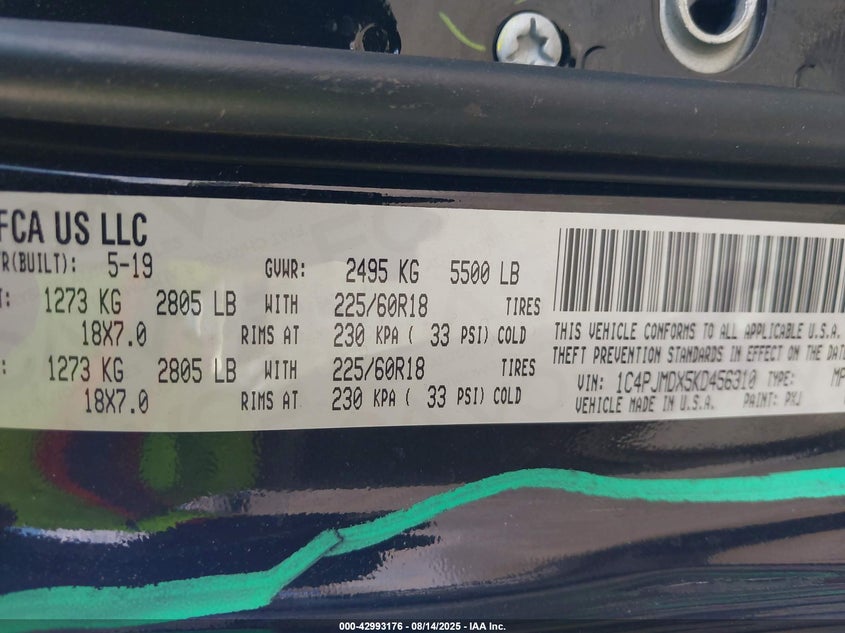 FCA US LLC
R(BUILT): 5-19 GVWR: 2495 KG 5500 LB
T: 1273 KG 2805 LB WITH 225/60R18 TIRES
18X7.0 RIMS AT 230 KPA ( 33 PSI) COLD
: 1273 KG 2805 LB WITH 225/60R18 TIRES
18X7.0 RIMS AT 230 KPA ( 33 PSI) COLD
THIS VEHICLE CONFORMS TO ALL APPLICABLE U.S.A.
THEFT PREVENTION STANDARDS IN EFFECT ON THE DAT
VIN: 1C4PJMDX5KD456310 TYPE: MP
VEHICLE MADE IN U.S.A. PAINT: PXJ
000-42993176 - 08/14/2025 - IAA Inc.